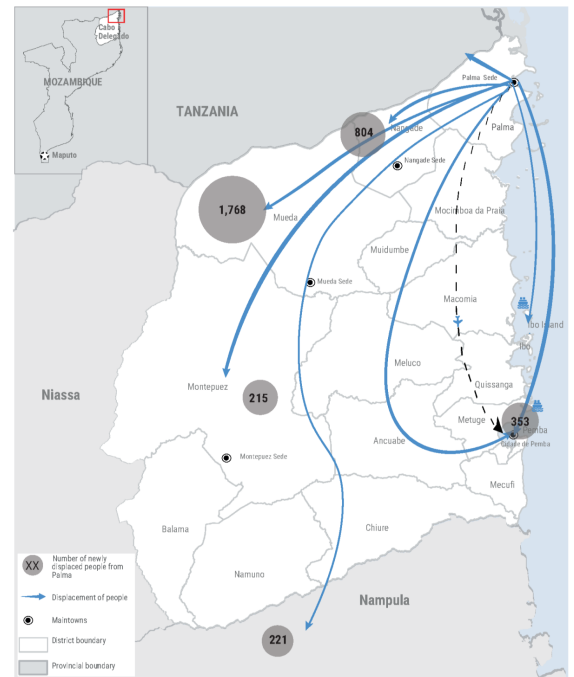 Cabo
Delegado
MOZAMBIQUE
Maputo
TANZANIA
Palma Sede
Palma
804
Nangade
Nangade Sede
1,768
Mueda
Mocimboa da Praia
Muidumbe
Mueda Sede
Macomia
Ibo Island
Ibo
Meluco
Quissanga
Montepuez
Niassa
215
Metuge
353
Pemba
Cidade de Pemba
Ancuabe
Montepuez Sede
Mecufi
Balama
Chiure
Namuno
Nampula
221
XX
Number of newly
displaced people from
Palma
Displacement of people
Maintowns
District boundary
Provincial boundary